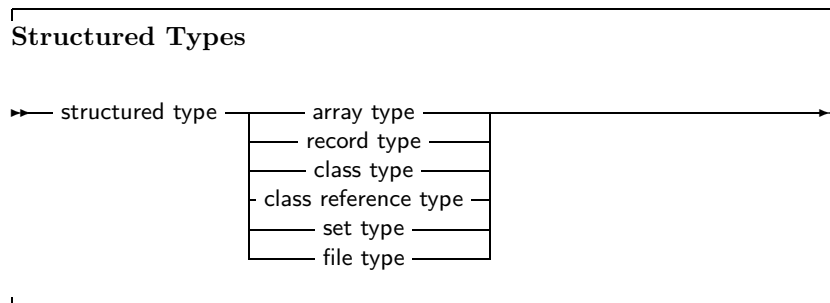 Structured Types
structured type array type
record type
class type
class reference type
set type
file type